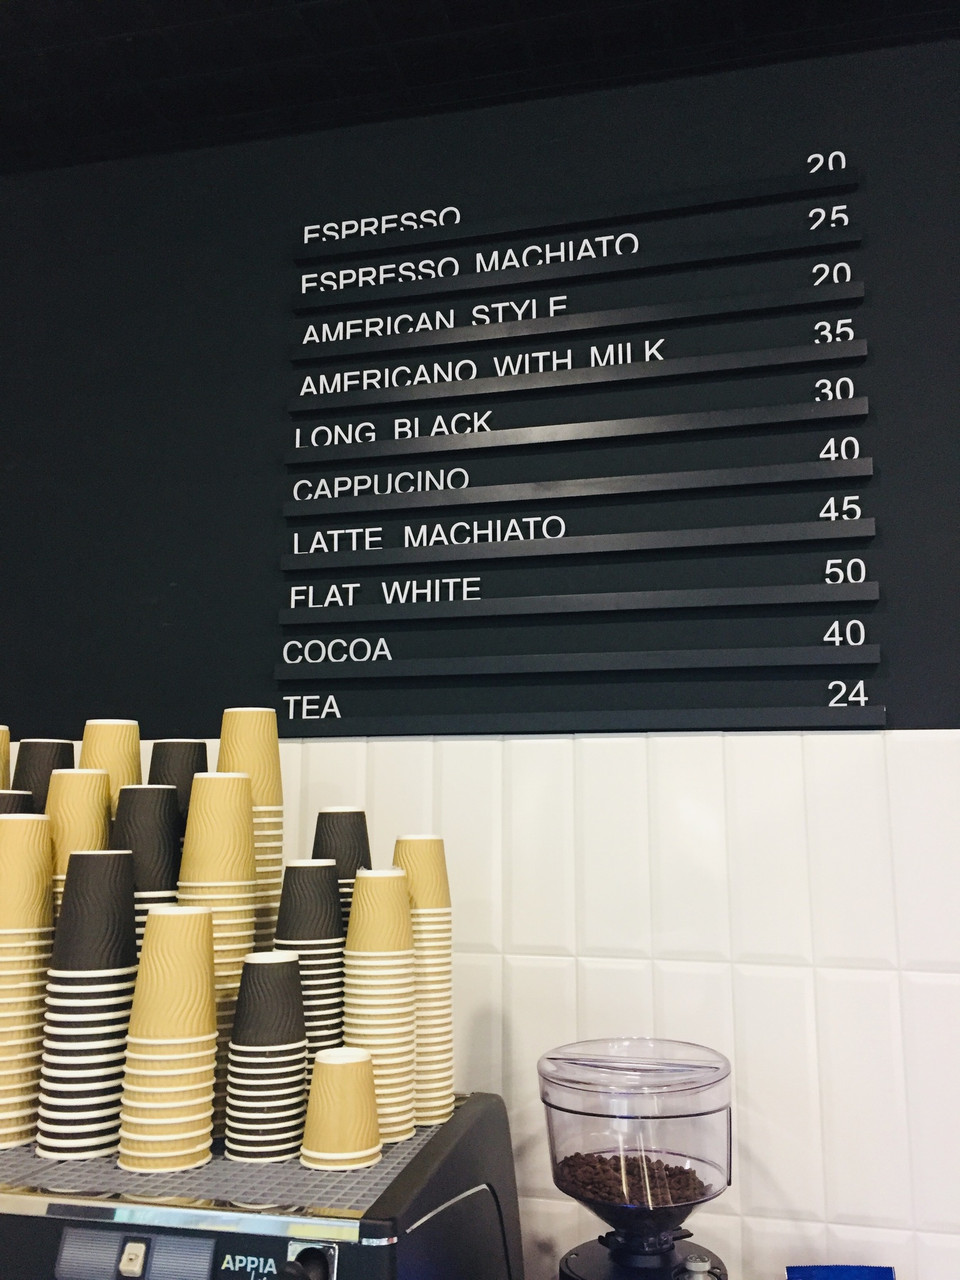 ESPRESSO 20
ESPRESSO MACHIATO 25
AMERICAN STYLE 20
AMERICANO WITH MILK 35
LONG BLACK 30
CAPPUCINO 40
LATTE MACHIATO 45
FLAT WHITE 50
COCOA 40
TEA 24
APPIA